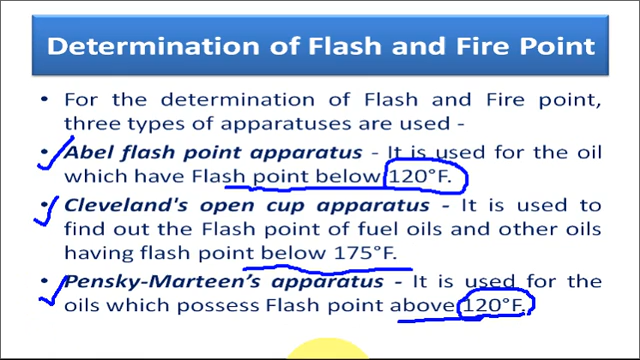 Determination of Flash and Fire Point
• For the determination of Flash and Fire point,
three types of apparatuses are used -
• Abel flash point apparatus - It is used for the oil
which have Flash point below 120°F.
• Cleveland's open cup apparatus - It is used to
find out the Flash point of fuel oils and other oils
having flash point below 175°F.
• Pensky-Marteen's apparatus - It is used for the
oils which possess Flash point above 120°F.